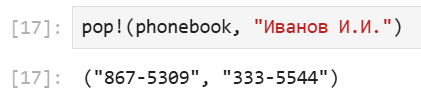 [17]: pop!(phonebook, "Иванов И.И.")
[17]: ("867-5309", "333-5544")